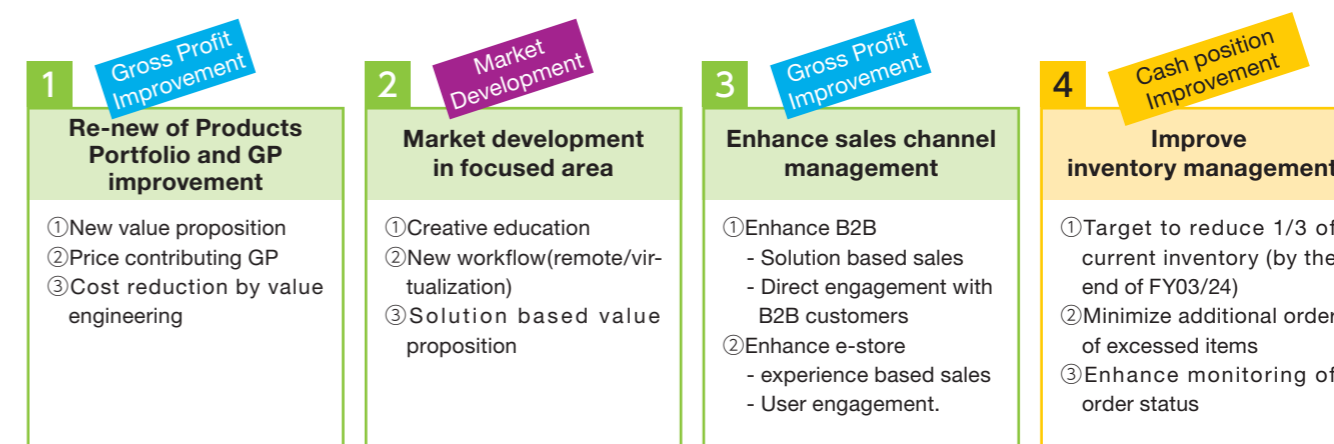 1
Gross Profit
Improvement
Re-new of Products
Portfolio and GP
improvement
①New value proposition
②Price contributing GP
③Cost reduction by value
engineering
2
Market
Development
Market development
in focused area
①Creative education
②New workflow(remote/vir-
tualization)
③Solution based value
proposition
3
Gross Profit
Improvement
Enhance sales channel
management
①Enhance B2B
- Solution based sales
- Direct engagement with
B2B customers
②Enhance e-store
- experience based sales
- User engagement.
4
Cash position
Improvement
Improve
inventory management
①Target to reduce 1/3 of
current inventory (by the
end of FY03/24)
②Minimize additional order
of excessed items
③Enhance monitoring of
order status